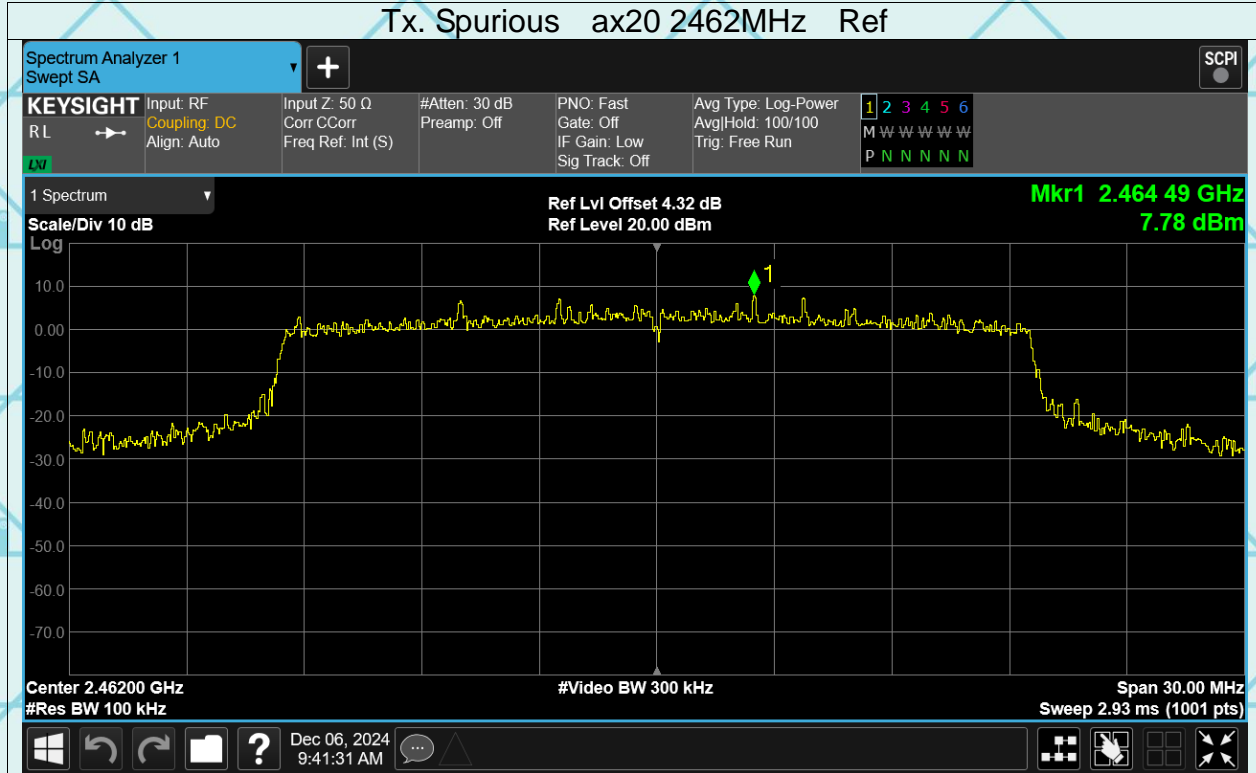 Tx. Spurious ax20 2462MHz Ref
Spectrum Analyzer 1
Swept SA
SCPI
KEYSIGHT
R L
LXI
Input: RF
Coupling: DC
Align: Auto
Input Z: 50 Ω
Corr CCorr
Freq Ref: Int (S)
#Atten: 30 dB
Preamp: Off
PNO: Fast
Gate: Off
IF Gain: Low
Sig Track: Off
Avg Type: Log-Power
Avg|Hold: 100/100
Trig: Free Run
1 2 3 4 5 6
M W W W W W
P N N N N N
1 Spectrum
Scale/Div 10 dB
Ref Lvl Offset 4.32 dB
Ref Level 20.00 dBm
Mkr1 2.464 49 GHz
7.78 dBm
Log
10.0
0.00
-10.0
-20.0
-30.0
-40.0
-50.0
-60.0
-70.0
1
Center 2.46200 GHz
#Res BW 100 kHz
#Video BW 300 kHz
Span 30.00 MHz
Sweep 2.93 ms (1001 pts)
?
Dec 06, 2024
9:41:31 AM